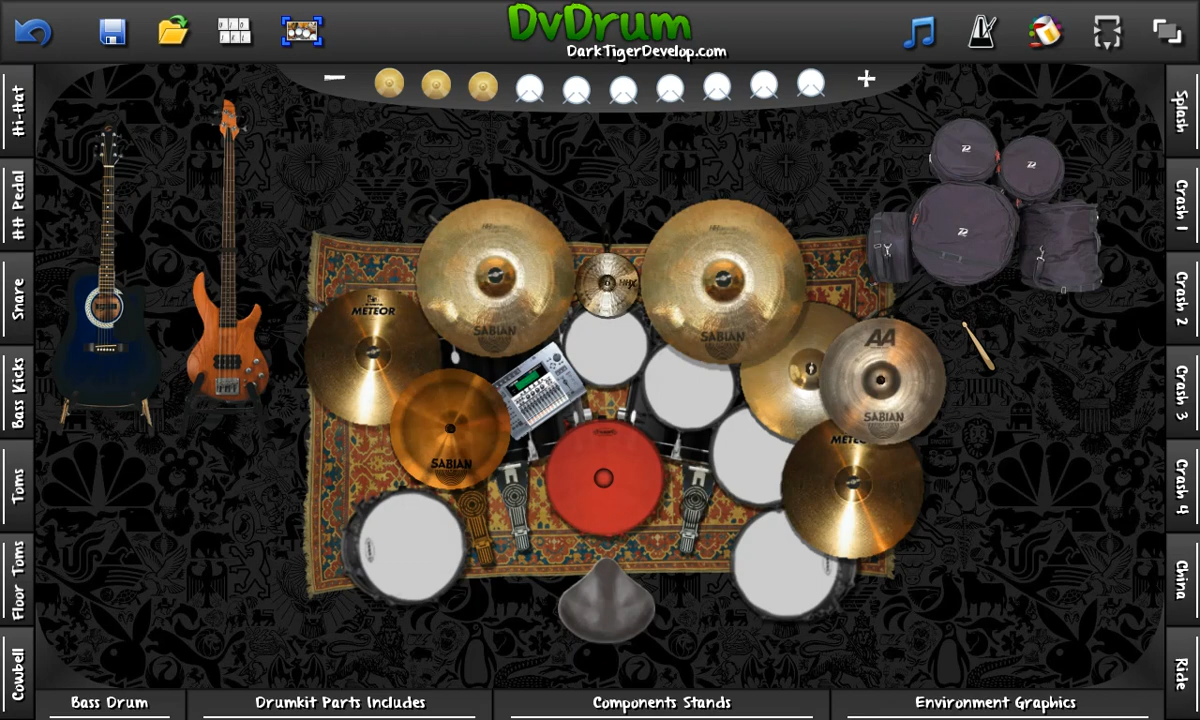 DvDrum
DarkTigerDevelop.com
Hi-Hat
HH Pedal
Snare
Bass Kicks
Toms
Floor Toms
Cowbell
Splash
Crash 1
Crash 2
Crash 3
Crash 4
China
Ride
METEOR
SABIAN
SABIAN
HHX
SABIAN
AA
SABIAN
METEO
Bass Drum
Drumkit Parts Includes
Components Stands
Environment Graphics